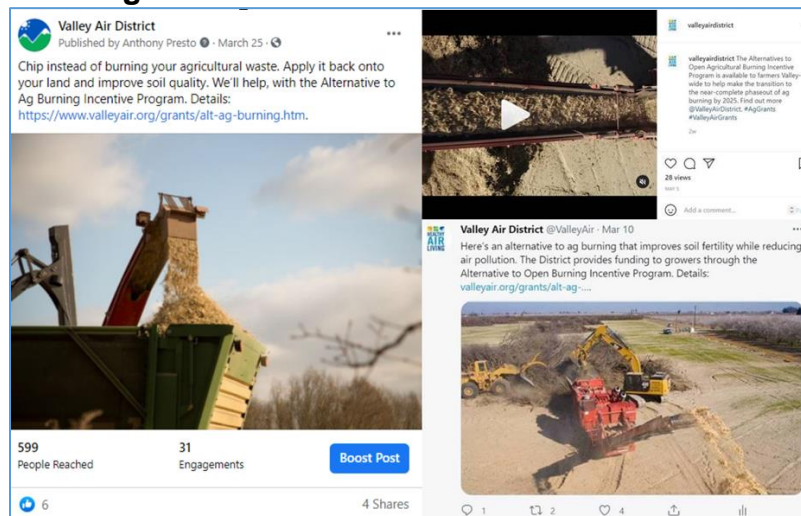 Valley Air District
Published by Anthony Presto · March 25 ·
Chip instead of burning your agricultural waste. Apply it back onto
your land and improve soil quality. We'll help, with the Alternative to
Ag Burning Incentive Program. Details:
https://www.valleyair.org/grants/alt-ag-burning.htm.
599
People Reached
31
Engagements
Boost Post
6
4 Shares
valleyairdistrict
valleyairdistrict The Alternatives to
Open Agricultural Burning Incentive
Program is available to farmers Valley-
wide to help make the transition to
the near-complete phaseout of ag
burning by 2025. Find out more
@ValleyAirDistrict. #AgGrants
#ValleyAirGrants
2w
28 views
MAR 5
Add a comment...
HEALTHY
AIR
LIVING
Valley Air District @ValleyAir · Mar 10
Here's an alternative to ag burning that improves soil fertility while reducing
air pollution. The District provides funding to growers through the
Alternative to Open Burning Incentive Program. Details:
valleyair.org/grants/alt-ag-....
1
2
4